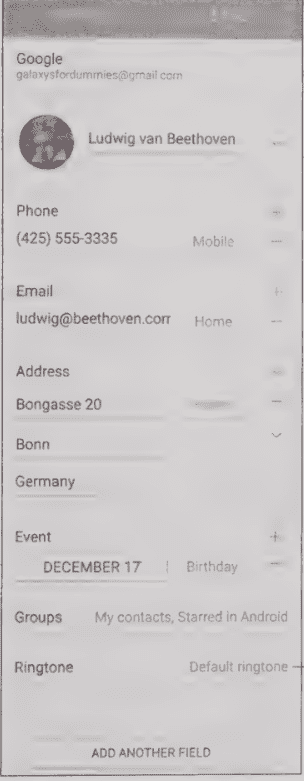 Google
galaxysfordummies@gmail.com
Ludwig van Beethoven
Phone
(425) 555-3335 Mobile
Email
ludwig@beethoven.com Home
Address
Bongasse 20
Bonn
Germany
Event
DECEMBER 17 Birthday
Groups My contacts, Starred in Android
Ringtone Default ringtone
ADD ANOTHER FIELD